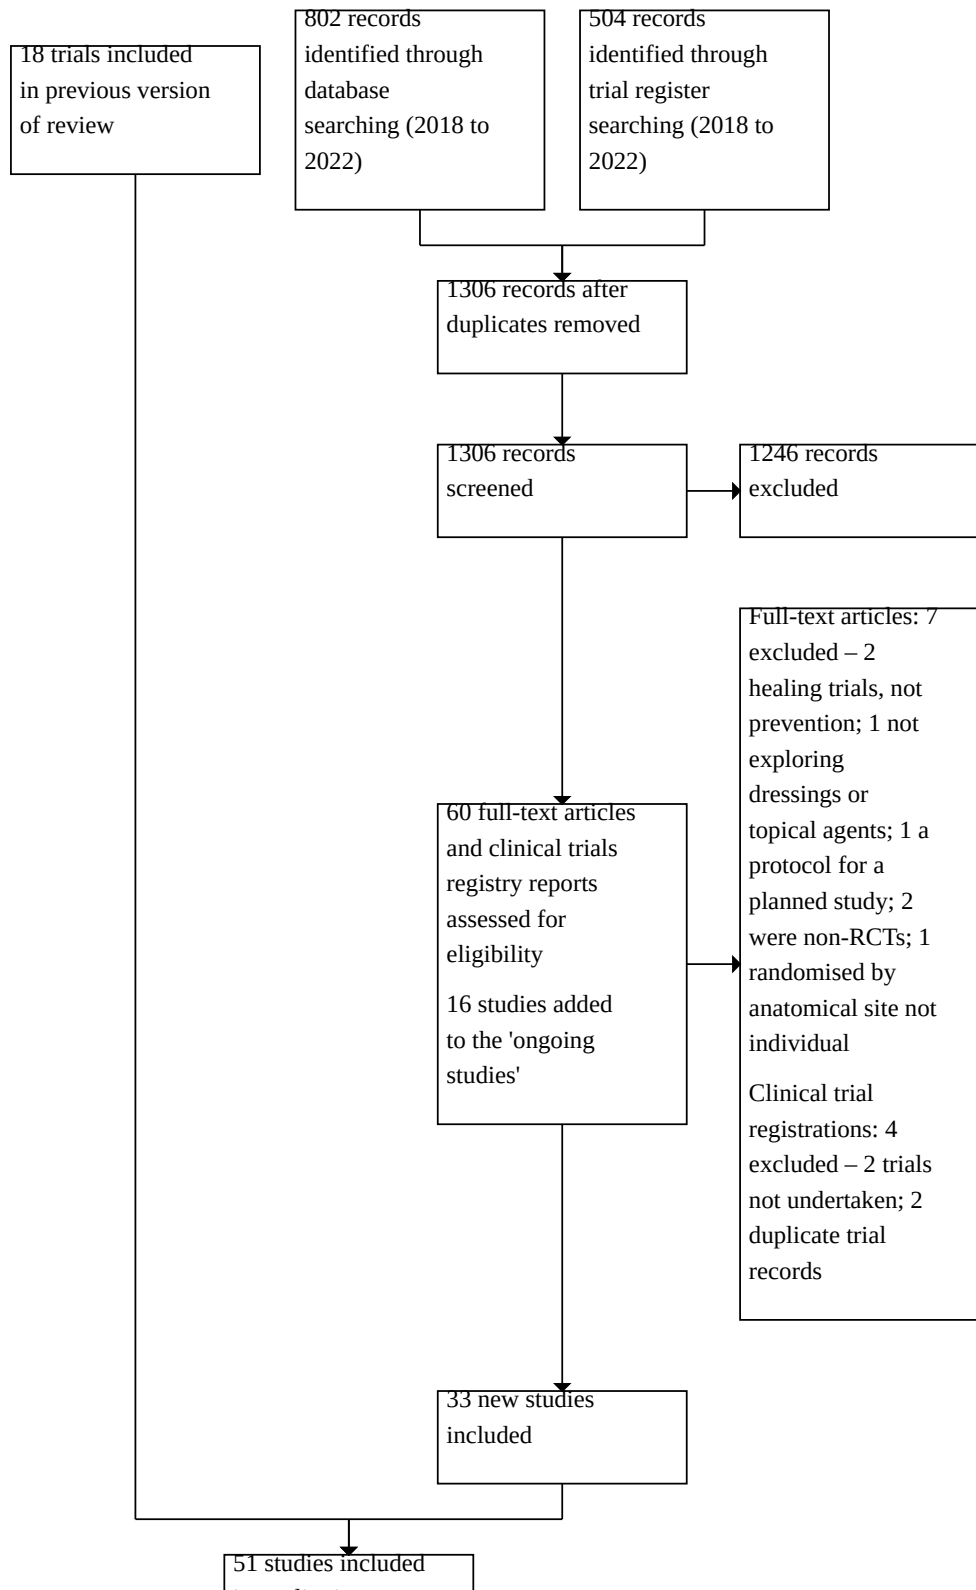 18 trials included
in previous version
of review
802 records
identified through
database
searching (2018 to
2022)
504 records
identified through
trial register
searching (2018 to
2022)
1306 records after
duplicates removed
1306 records
screened
1246 records
excluded
60 full-text articles
and clinical trials
registry reports
assessed for
eligibility
16 studies added
to the 'ongoing
studies'
Full-text articles: 7
excluded – 2
healing trials, not
prevention; 1 not
exploring
dressings or
topical agents; 1 a
protocol for a
planned study; 2
were non-RCTs; 1
randomised by
anatomical site not
individual
Clinical trial
registrations: 4
excluded – 2 trials
not undertaken; 2
duplicate trial
records
33 new studies
included
51 studies included